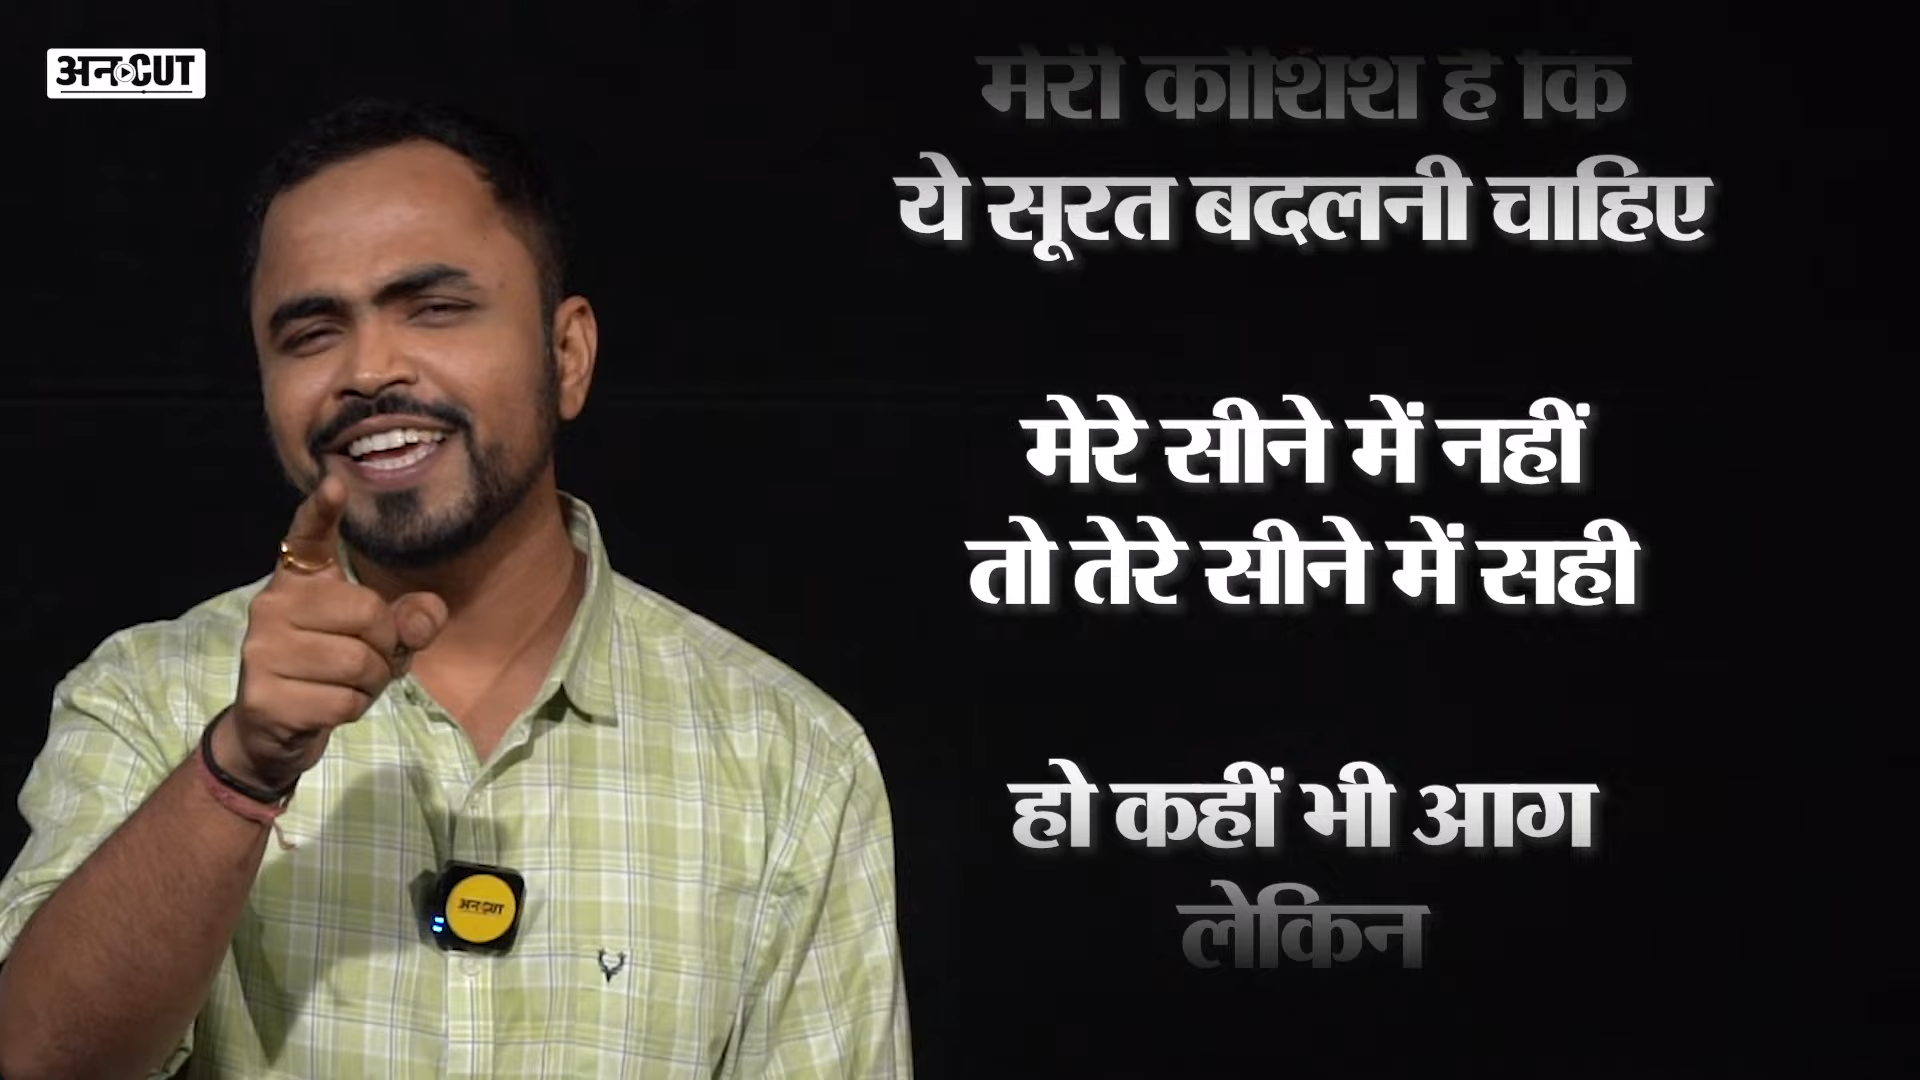 अनCUT
मेरी कोशिश है कि
ये सूरत बदलनी चाहिए
मेरे सीने में नहीं
तो तेरे सीने में सही
हो कहीं भी आग
लेकिन
अनCUT